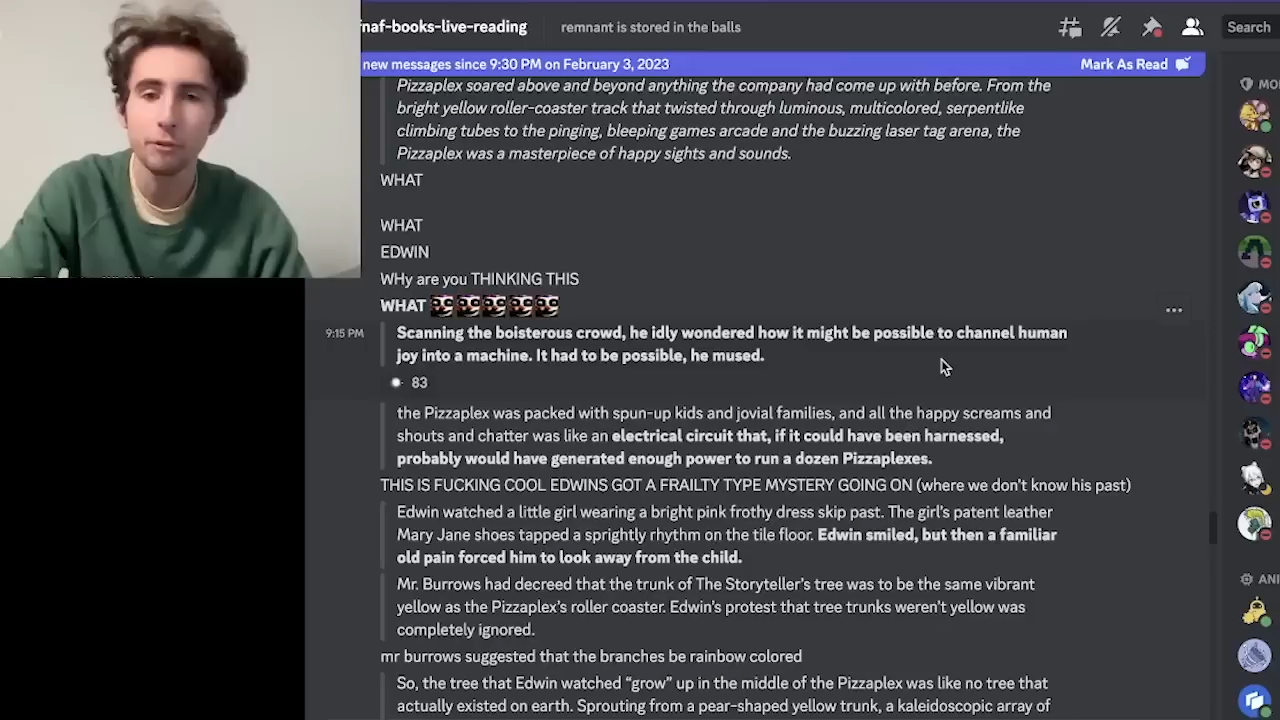 fnaf-books-live-reading
remnant is stored in the balls
Search
new messages since 9:30 PM on February 3, 2023
Mark As Read
Pizzaplex soared above and beyond anything the company had come up with before. From the
bright yellow roller-coaster track that twisted through luminous, multicolored, serpentlike
climbing tubes to the pinging, bleeping games arcade and the buzzing laser tag arena, the
Pizzaplex was a masterpiece of happy sights and sounds.
WHAT
WHAT
EDWIN
WHy are you THINKING THIS
WHAT
9:15 PM
Scanning the boisterous crowd, he idly wondered how it might be possible to channel human
joy into a machine. It had to be possible, he mused.
83
the Pizzaplex was packed with spun-up kids and jovial families, and all the happy screams and
shouts and chatter was like an electrical circuit that, if it could have been harnessed,
probably would have generated enough power to run a dozen Pizzaplexes.
THIS IS FUCKING COOL EDWINS GOT A FRAILTY TYPE MYSTERY GOING ON (where we don't know his past)
Edwin watched a little girl wearing a bright pink frothy dress skip past. The girl's patent leather
Mary Jane shoes tapped a sprightly rhythm on the tile floor. Edwin smiled, but then a familiar
old pain forced him to look away from the child.
Mr. Burrows had decreed that the trunk of The Storyteller's tree was to be the same vibrant
yellow as the Pizzaplex's roller coaster. Edwin's protest that tree trunks weren't yellow was
completely ignored.
mr burrows suggested that the branches be rainbow colored
So, the tree that Edwin watched “grow” up in the middle of the Pizzaplex was like no tree that
actually existed on earth. Sprouting from a pear-shaped yellow trunk, a kaleidoscopic array of
MO
ANI